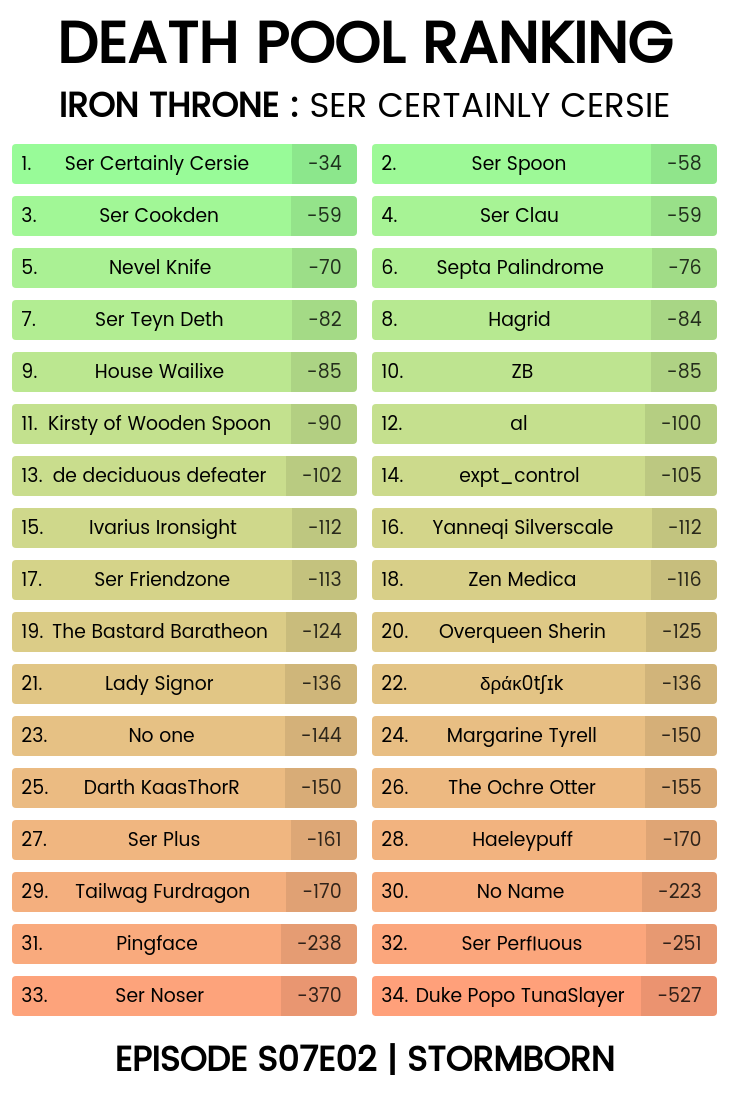 DEATH POOL RANKING
IRON THRONE : SER CERTAINLY CERSIE
1. Ser Certainly Cersie -34
2. Ser Spoon -58
3. Ser Cookden -59
4. Ser Clau -59
5. Nevel Knife -70
6. Septa Palindrome -76
7. Ser Teyn Deth -82
8. Hagrid -84
9. House Wailixe -85
10. ZB -85
11. Kirsty of Wooden Spoon -90
12. al -100
13. de deciduous defeater -102
14. expt_control -105
15. Ivarius Ironsight -112
16. Yanneqi Silverscale -112
17. Ser Friendzone -113
18. Zen Medica -116
19. The Bastard Baratheon -124
20. Overqueen Sherin -125
21. Lady Signor -136
22. δράκ0tʃɪk -136
23. No one -144
24. Margarine Tyrell -150
25. Darth KaasThorR -150
26. The Ochre Otter -155
27. Ser Plus -161
28. Haeleypuff -170
29. Tailwag Furdragon -170
30. No Name -223
31. Pingface -238
32. Ser Perfluous -251
33. Ser Noser -370
34. Duke Popo TunaSlayer -527
EPISODE S07E02 | STORMBORN